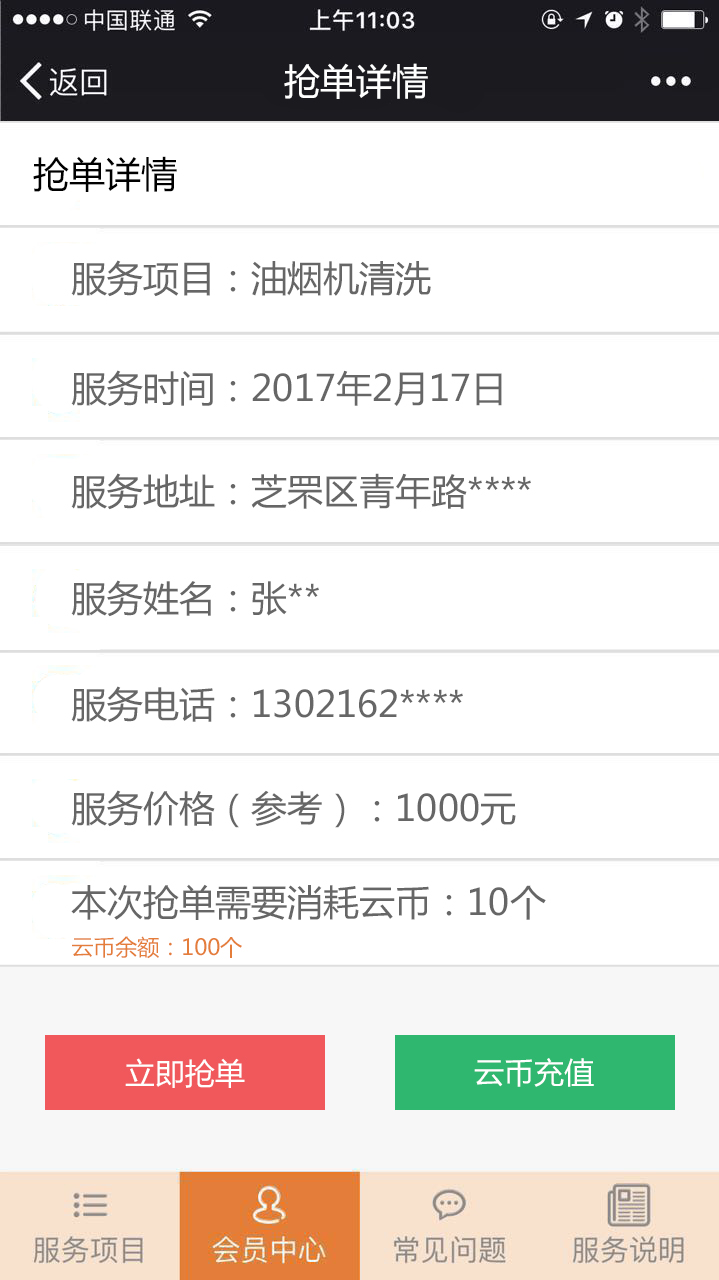 中国联通 上午11:03
返回 抢单详情
抢单详情
服务项目：油烟机清洗
服务时间：2017年2月17日
服务地址：芝罘区青年路****
服务姓名：张**
服务电话：1302162****
服务价格（参考）：1000元
本次抢单需要消耗云币：10个
云币余额：100个
立即抢单 云币充值
服务项目 会员中心 常见问题 服务说明